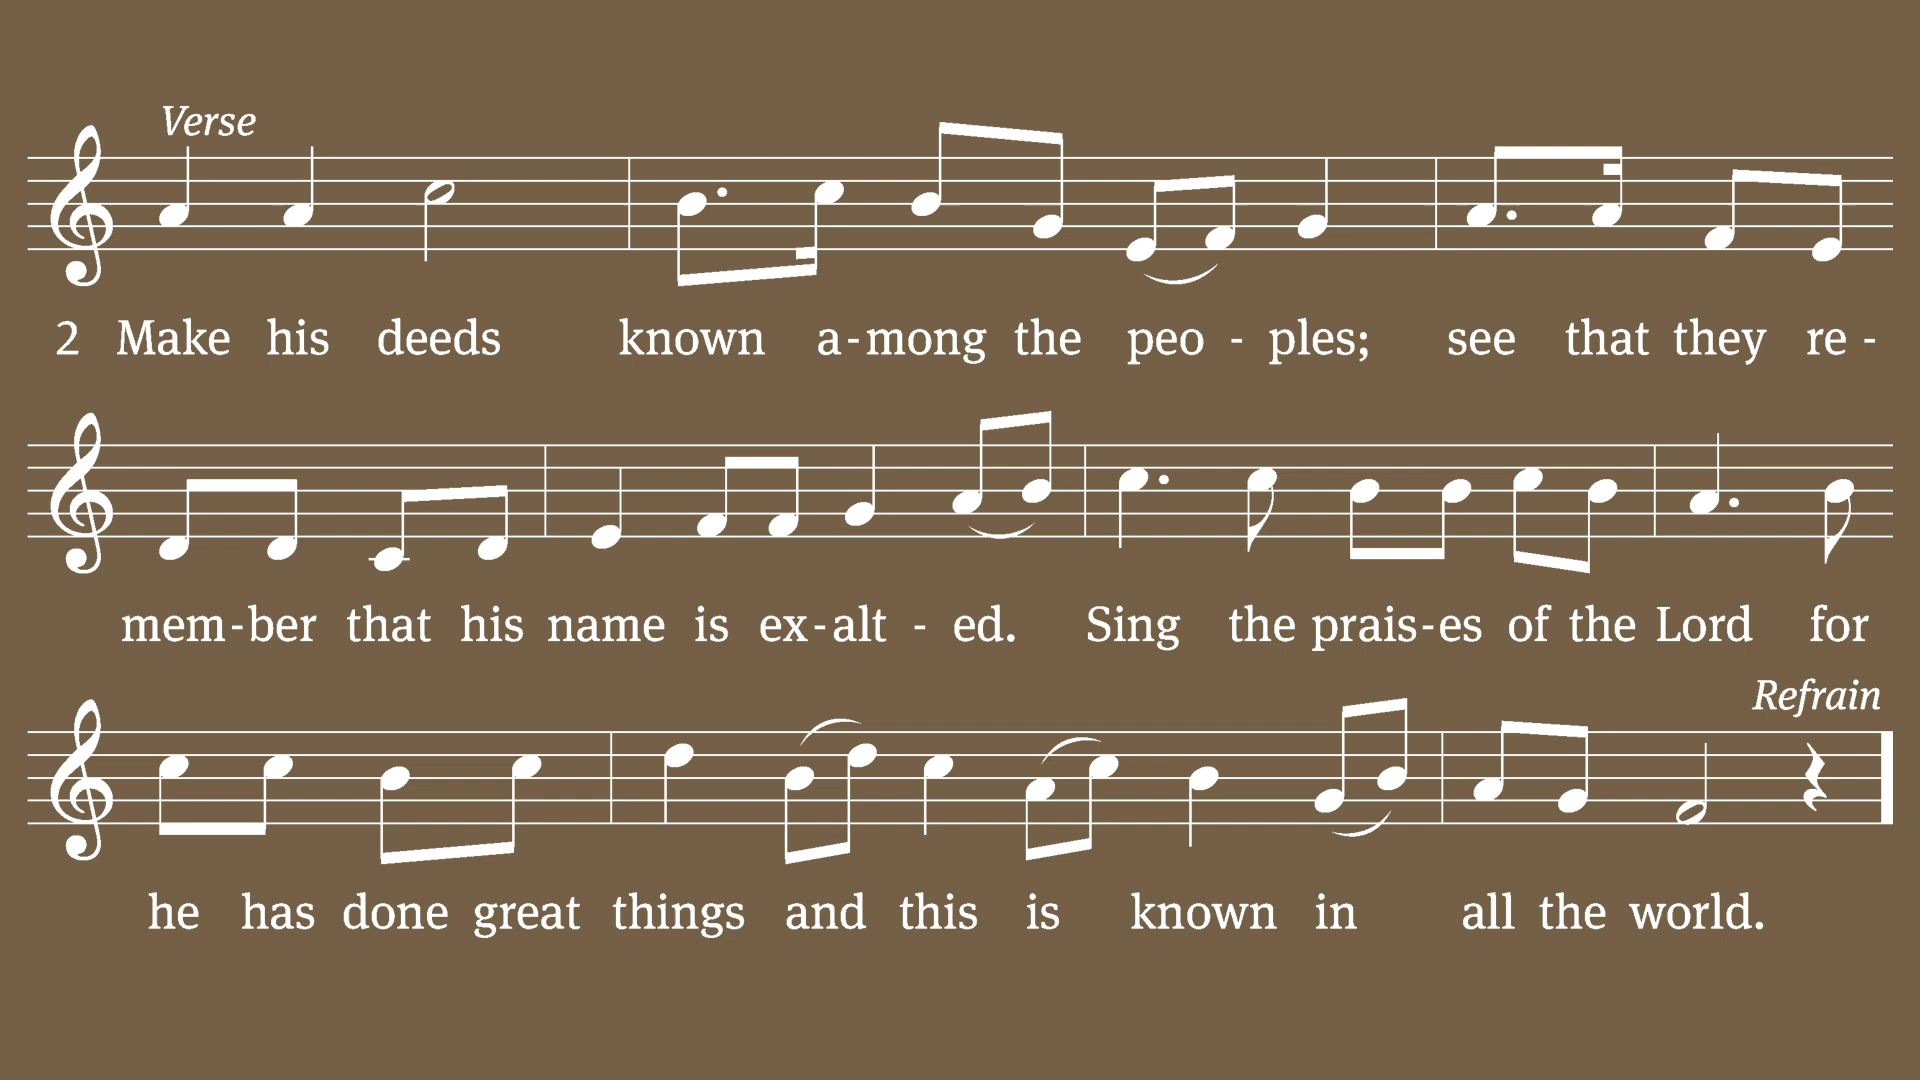 Verse
2 Make his deeds known a-mong the peo - ples; see that they re -
mem-ber that his name is ex-alt - ed. Sing the prais-es of the Lord for
Refrain
he has done great things and this is known in all the world.